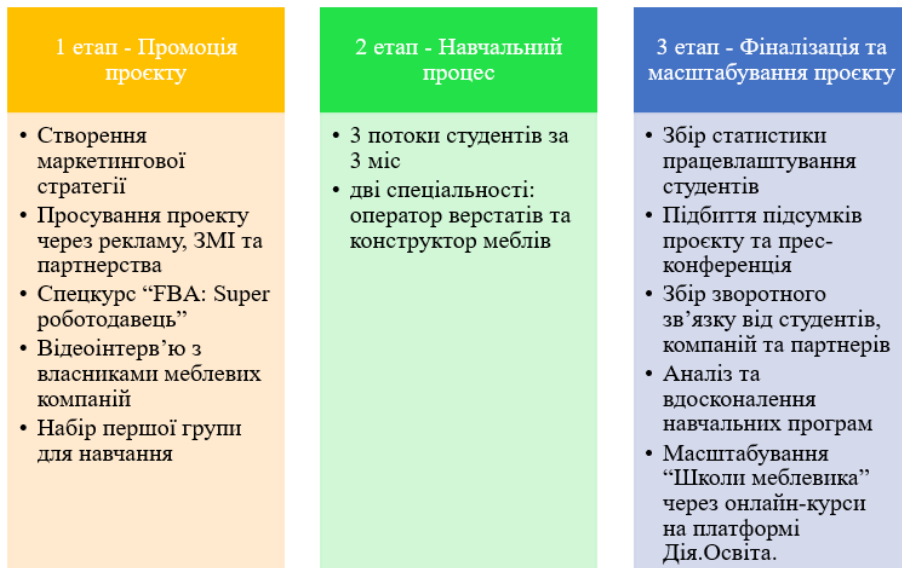 1 етап - Промоція
проєкту
• Створення
маркетингової
стратегії
• Просування проекту
через рекламу, ЗМІ та
партнерства
• Спецкурс “FBA: Super
роботодавець”
• Відеоінтерв’ю з
власниками меблевих
компаній
• Набір першої групи
для навчання
2 етап - Навчальний
процес
• 3 потоки студентів за
3 міс
• дві спеціальності:
оператор верстатів та
конструктор меблів
3 етап - Фіналізація та
масштабування проєкту
• Збір статистики
працевлаштування
студентів
• Підбиття підсумків
проєкту та прес-
конференція
• Збір зворотного
зв’язку від студентів,
компаній та партнерів
• Аналіз та
вдосконалення
навчальних програм
• Масштабування
“Школи меблевика”
через онлайн-курси
на платформі
Дія.Освіта.